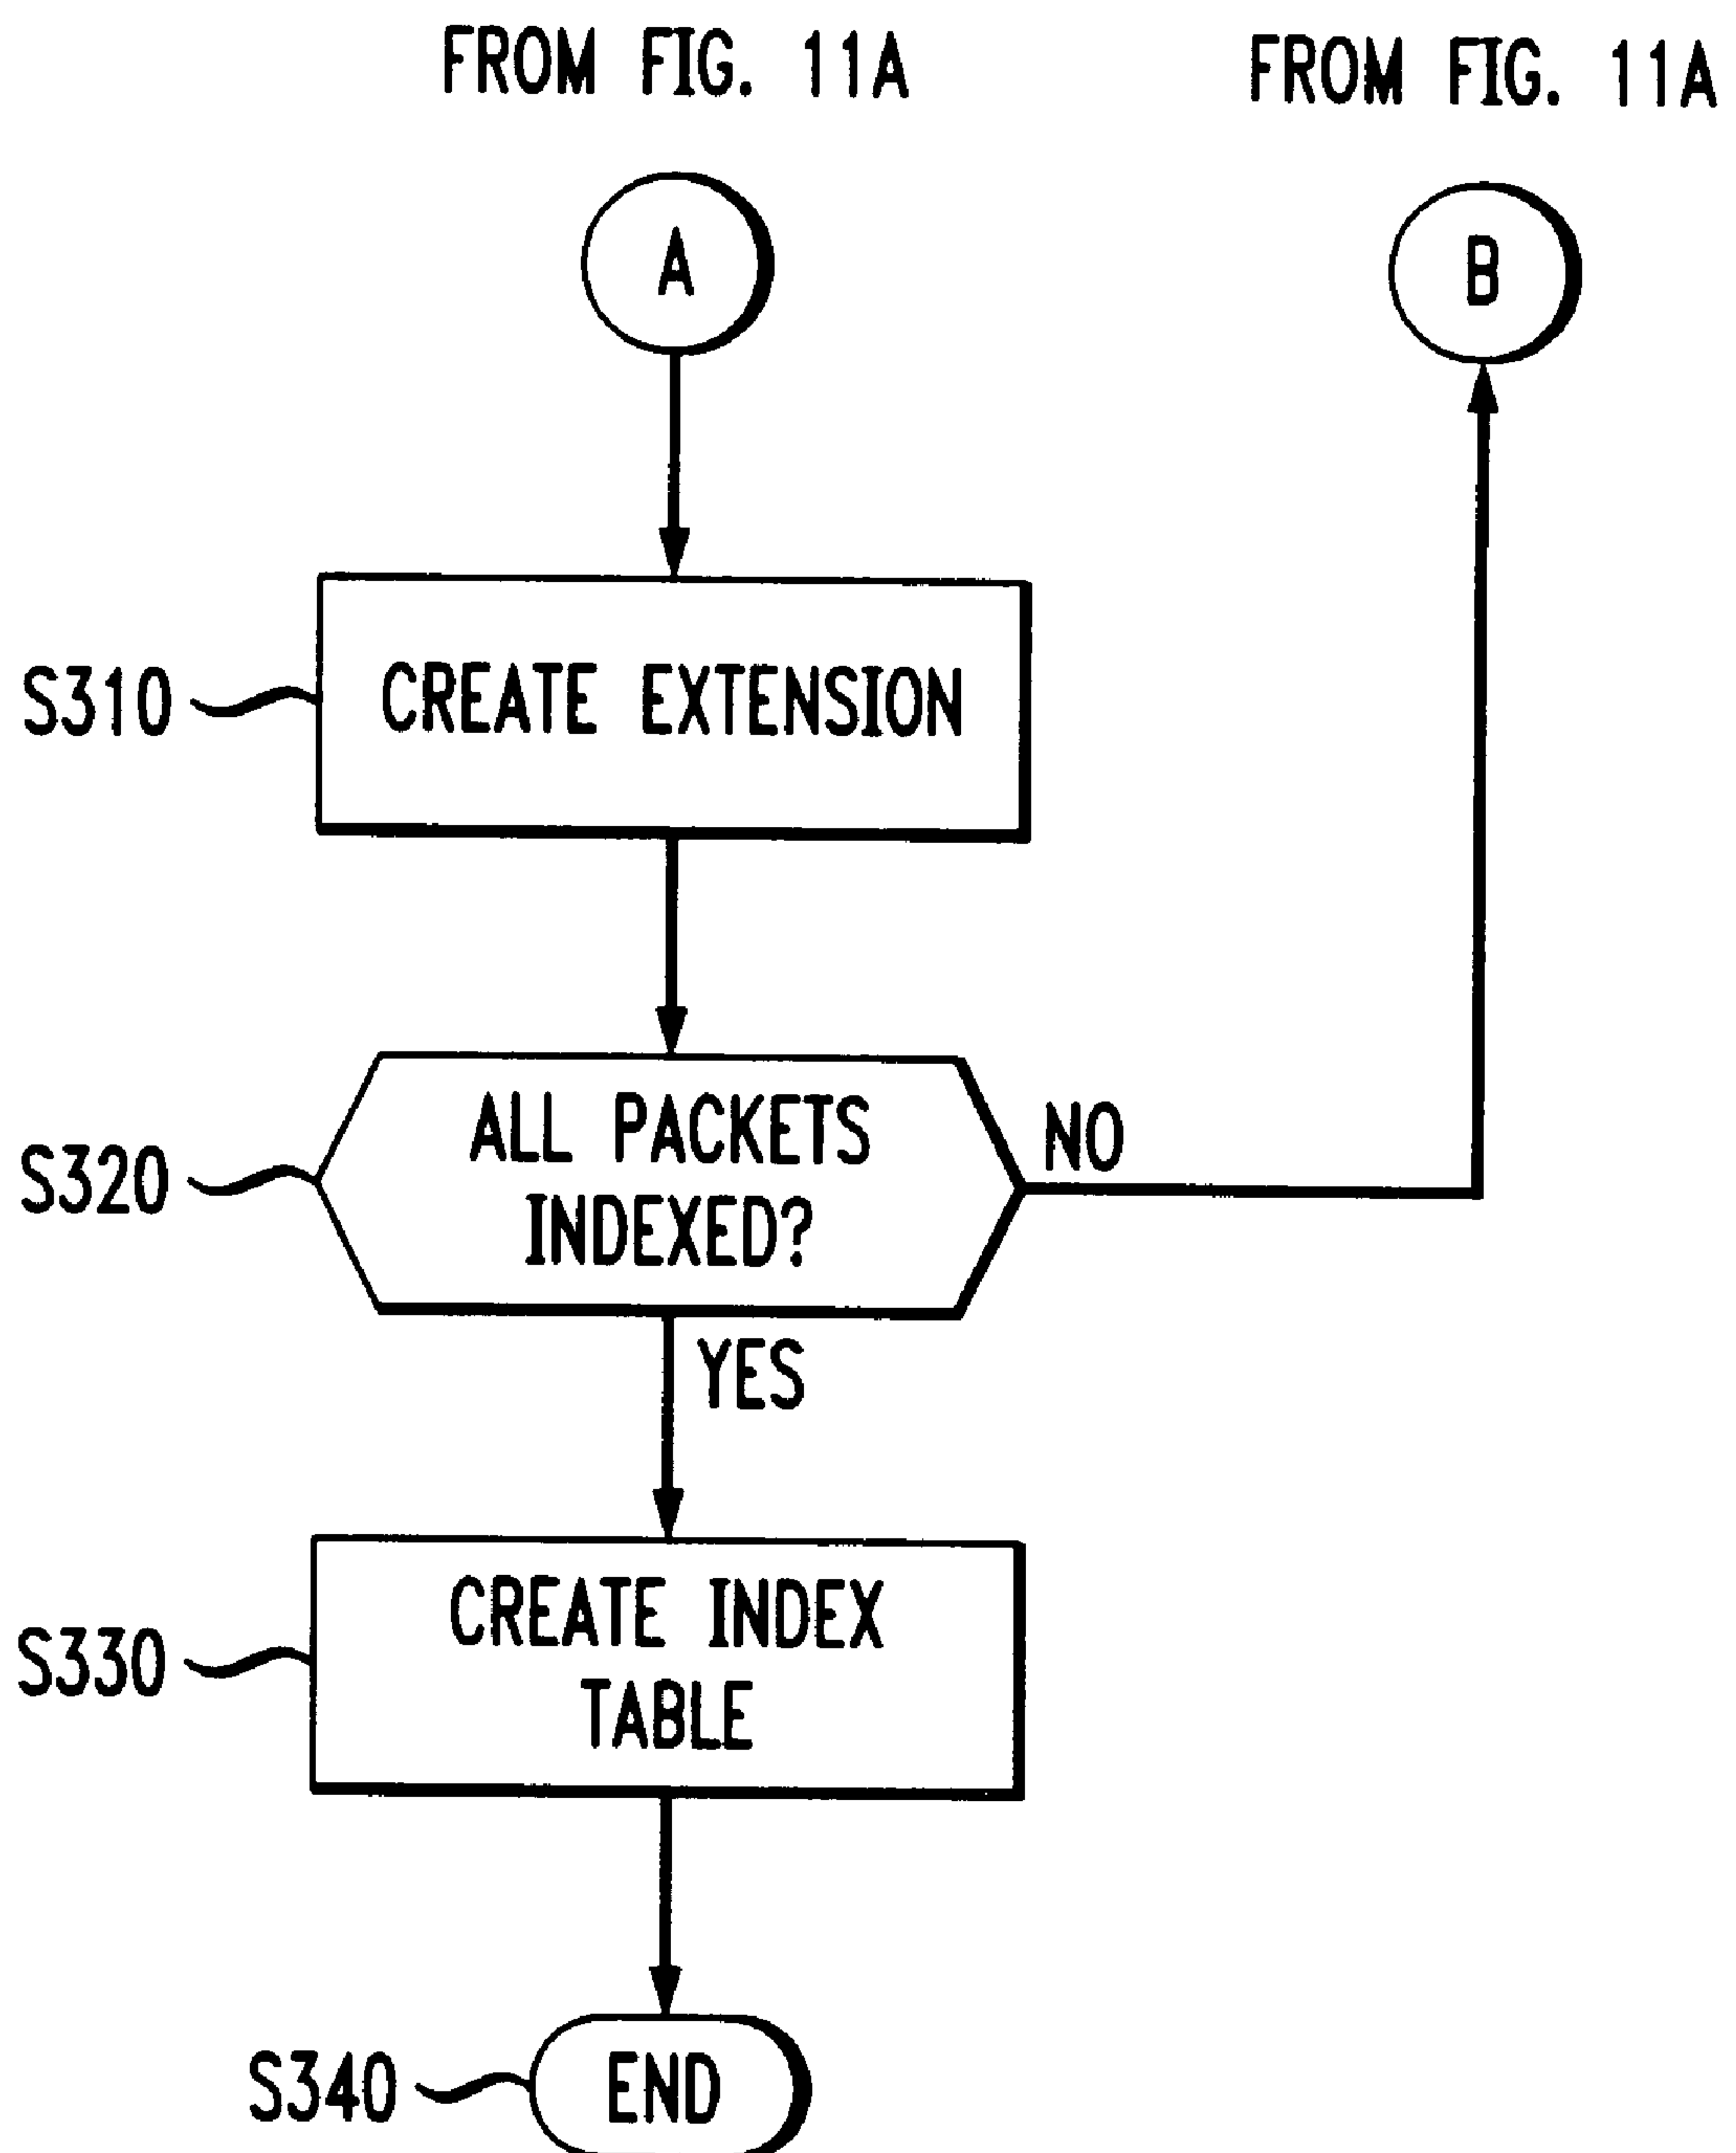 FROM FIG. 11A
FROM FIG. 11A
A
B
S310
CREATE EXTENSION
S320
ALL PACKETS
INDEXED?
NO
YES
S330
CREATE INDEX
TABLE
S340
END